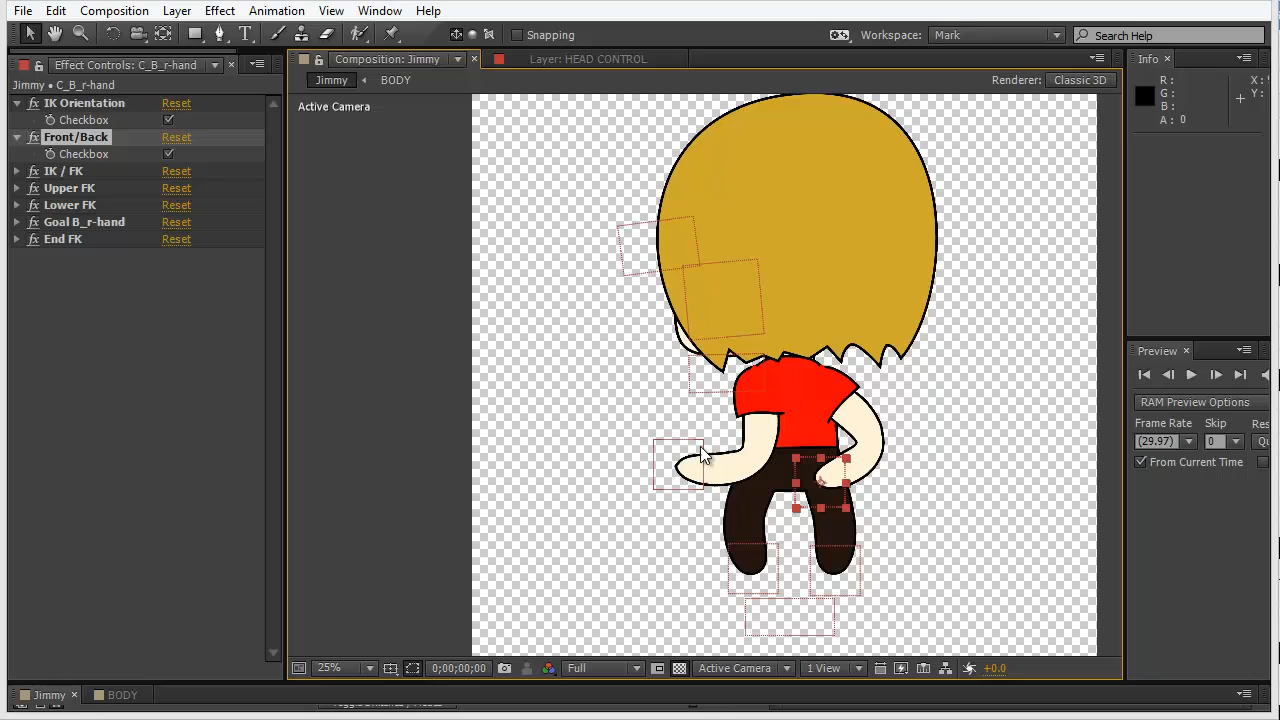 File Edit Composition Layer Effect Animation View Window Help
Snapping
Workspace: Mark
Search Help
Effect Controls: C_B_r-hand
Jimmy • C_B_r-hand
IK Orientation Reset
Checkbox
Front/Back Reset
Checkbox
IK / FK Reset
Upper FK Reset
Lower FK Reset
Goal B_r-hand Reset
End FK Reset
Composition: Jimmy
Layer: HEAD CONTROL
Jimmy BODY
Renderer: Classic 3D
Active Camera
Info
R:
G:
B:
A: 0
X:
Y:
Preview
RAM Preview Options
Frame Rate Skip
(29.97) 0
From Current Time
25% 0;00;00;00 Full Active Camera 1 View +0.0
Jimmy BODY